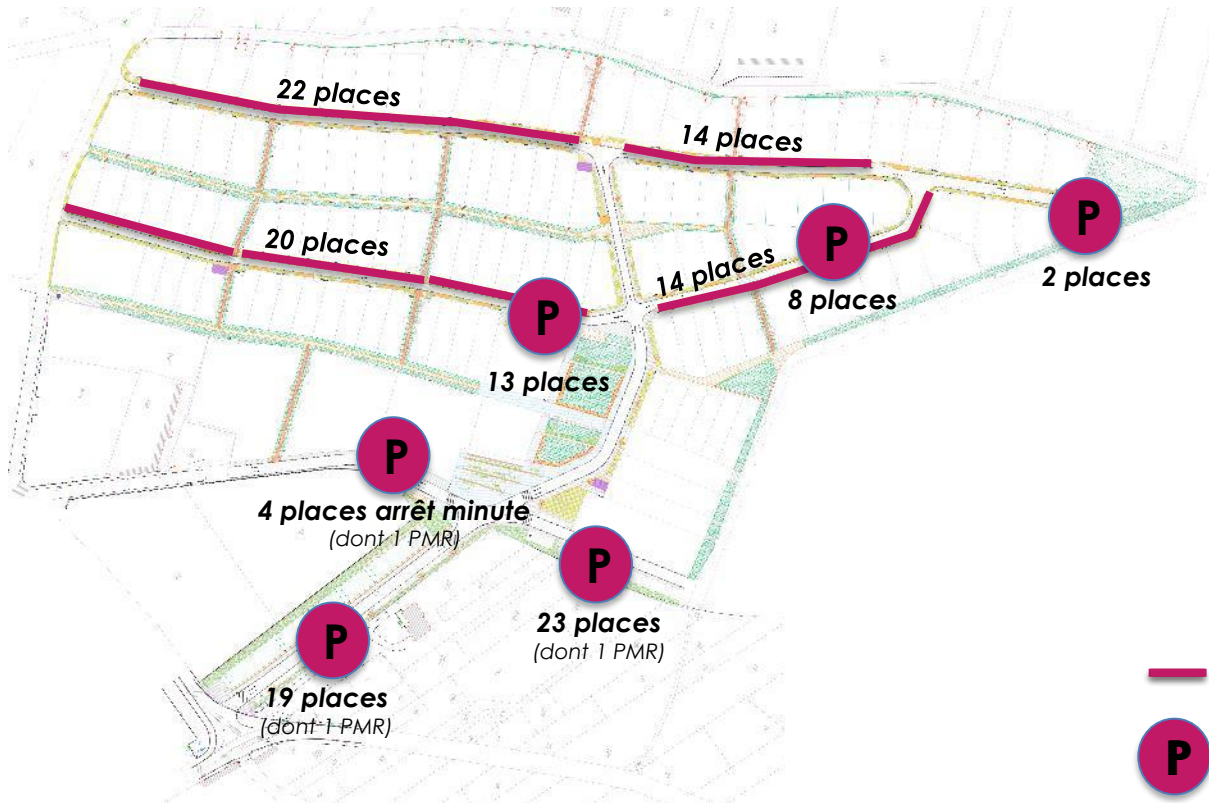 22 places
14 places
20 places
14 places
P
P
8 places
2 places
P
13 places
P
4 places arrêt minute
(dont 1 PMR)
P
23 places
(dont 1 PMR)
P
19 places
(dont 1 PMR)
P